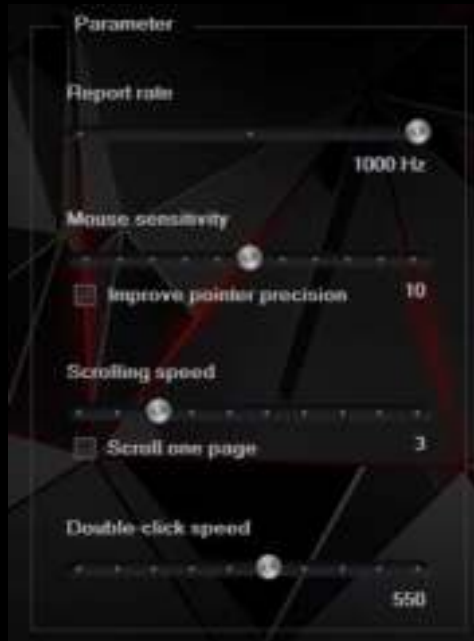 Parameter
Report rate
1000 Hz
Mouse sensitivity
Improve pointer precision 10
Scrolling speed
Scroll one page 3
Double-click speed
550